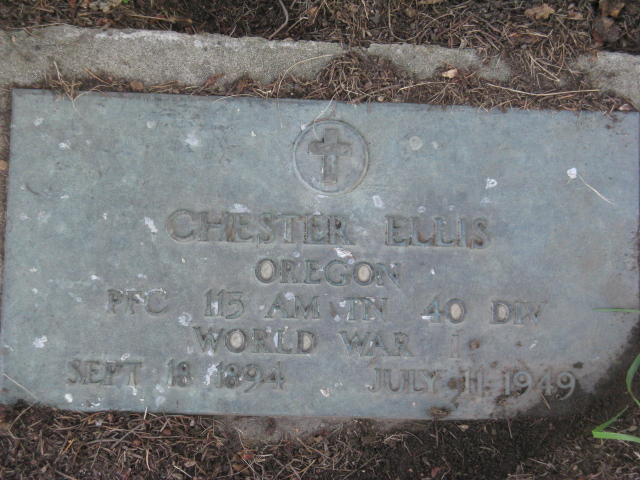 CHESTER ELLIS
OREGON
PFC 115 AM TN 40 DIV
WORLD WAR I
SEPT 18 1894 JULY 11 1949